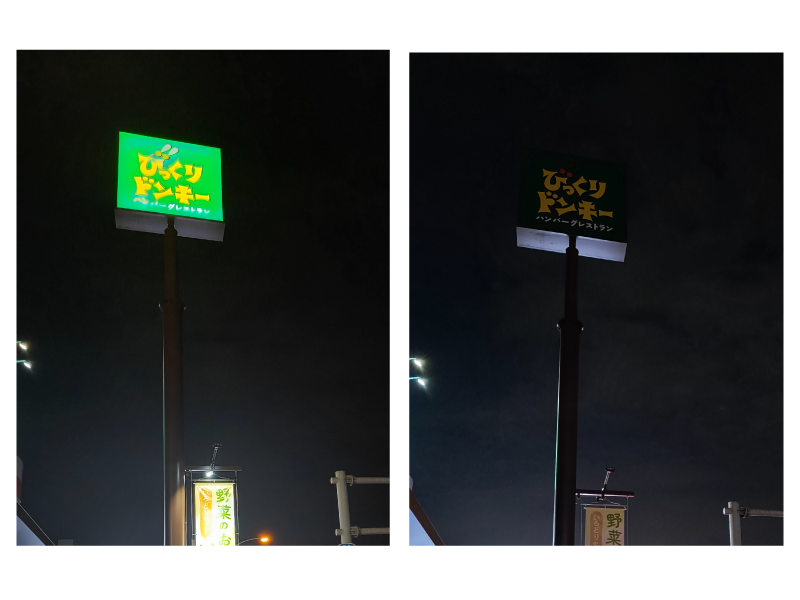 びっくり
ドンキー
ハンバーグレストラン
野菜のお
びっくり
ドンキー
ハンバーグレストラン
野菜